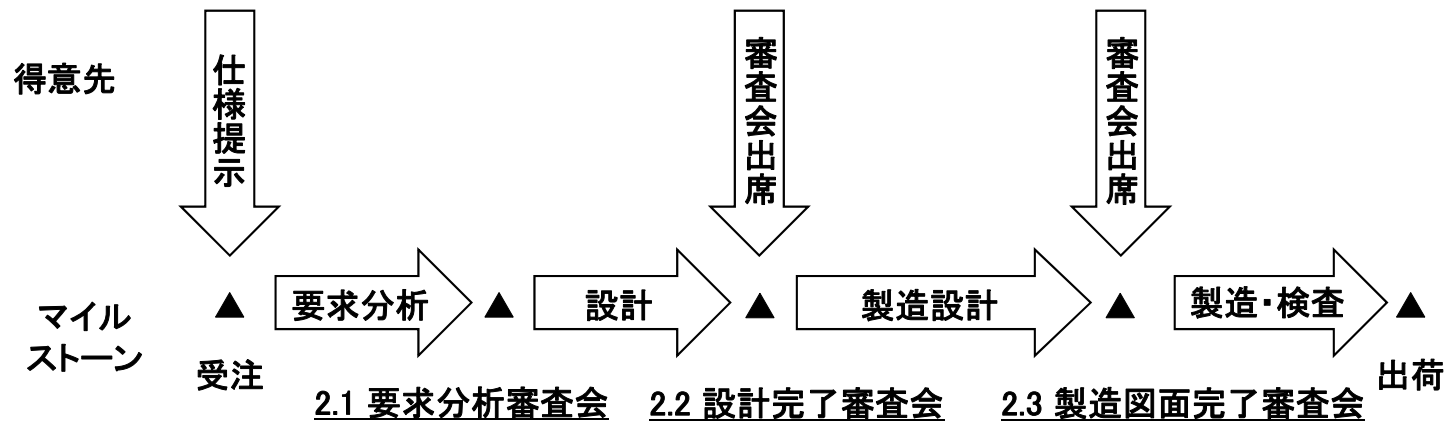 得意先
仕様提示
審査会出席
審査会出席
マイル
ストーン
▲
要求分析
▲
設計
▲
製造設計
▲
製造・検査
▲
受注
出荷
2.1 要求分析審査会
2.2 設計完了審査会
2.3 製造図面完了審査会